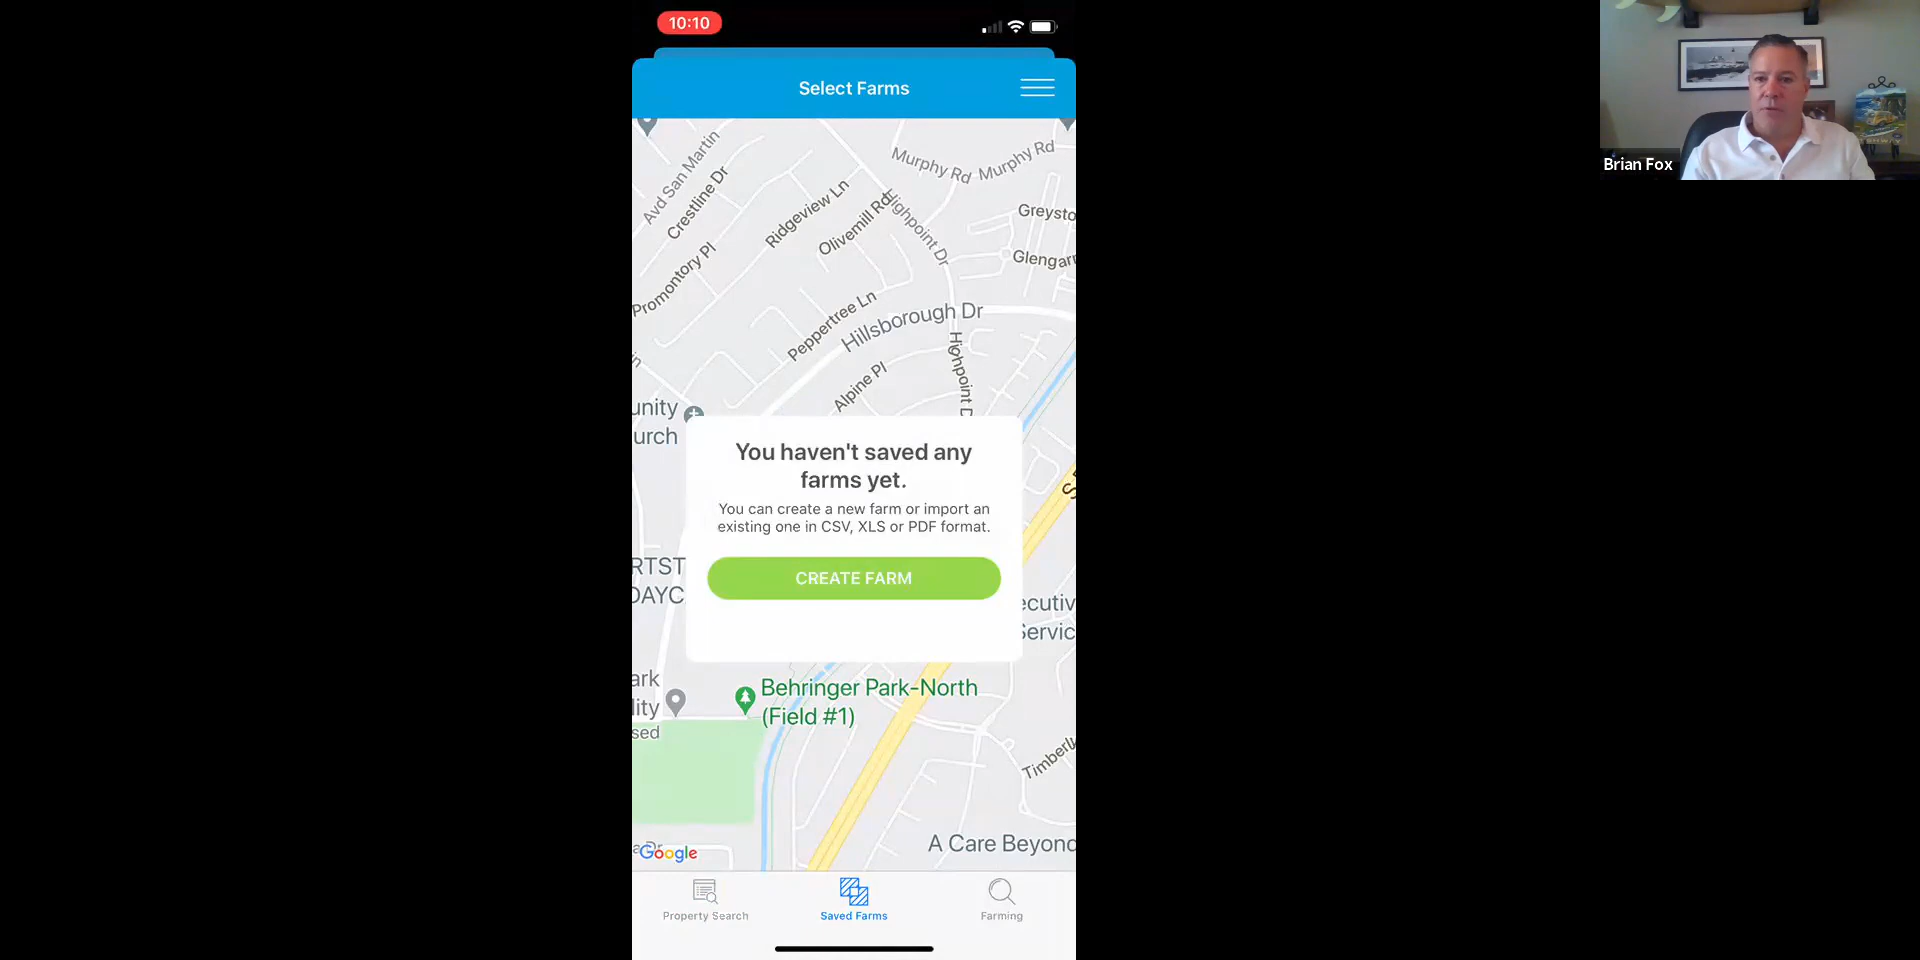 10:10
Select Farms
Murphy Rd
Murphy Rd
Avd San Martin
Crestline Dr
Ridgeview Ln
Olivemill Rd
Highpoint Dr
Greysto
Glengarr
Promontory Pl
Peppertree Ln
Hillsborough Dr
Highpoint D
Alpine Pl
unity
urch
You haven't saved any
farms yet.
You can create a new farm or import an
existing one in CSV, XLS or PDF format.
CREATE FARM
RTST
DAYC
ecutiv
Servic
ark
lity
sed
Behringer Park-North
(Field #1)
Timberl
A Care Beyond
Google
Property Search
Saved Farms
Farming
Brian Fox